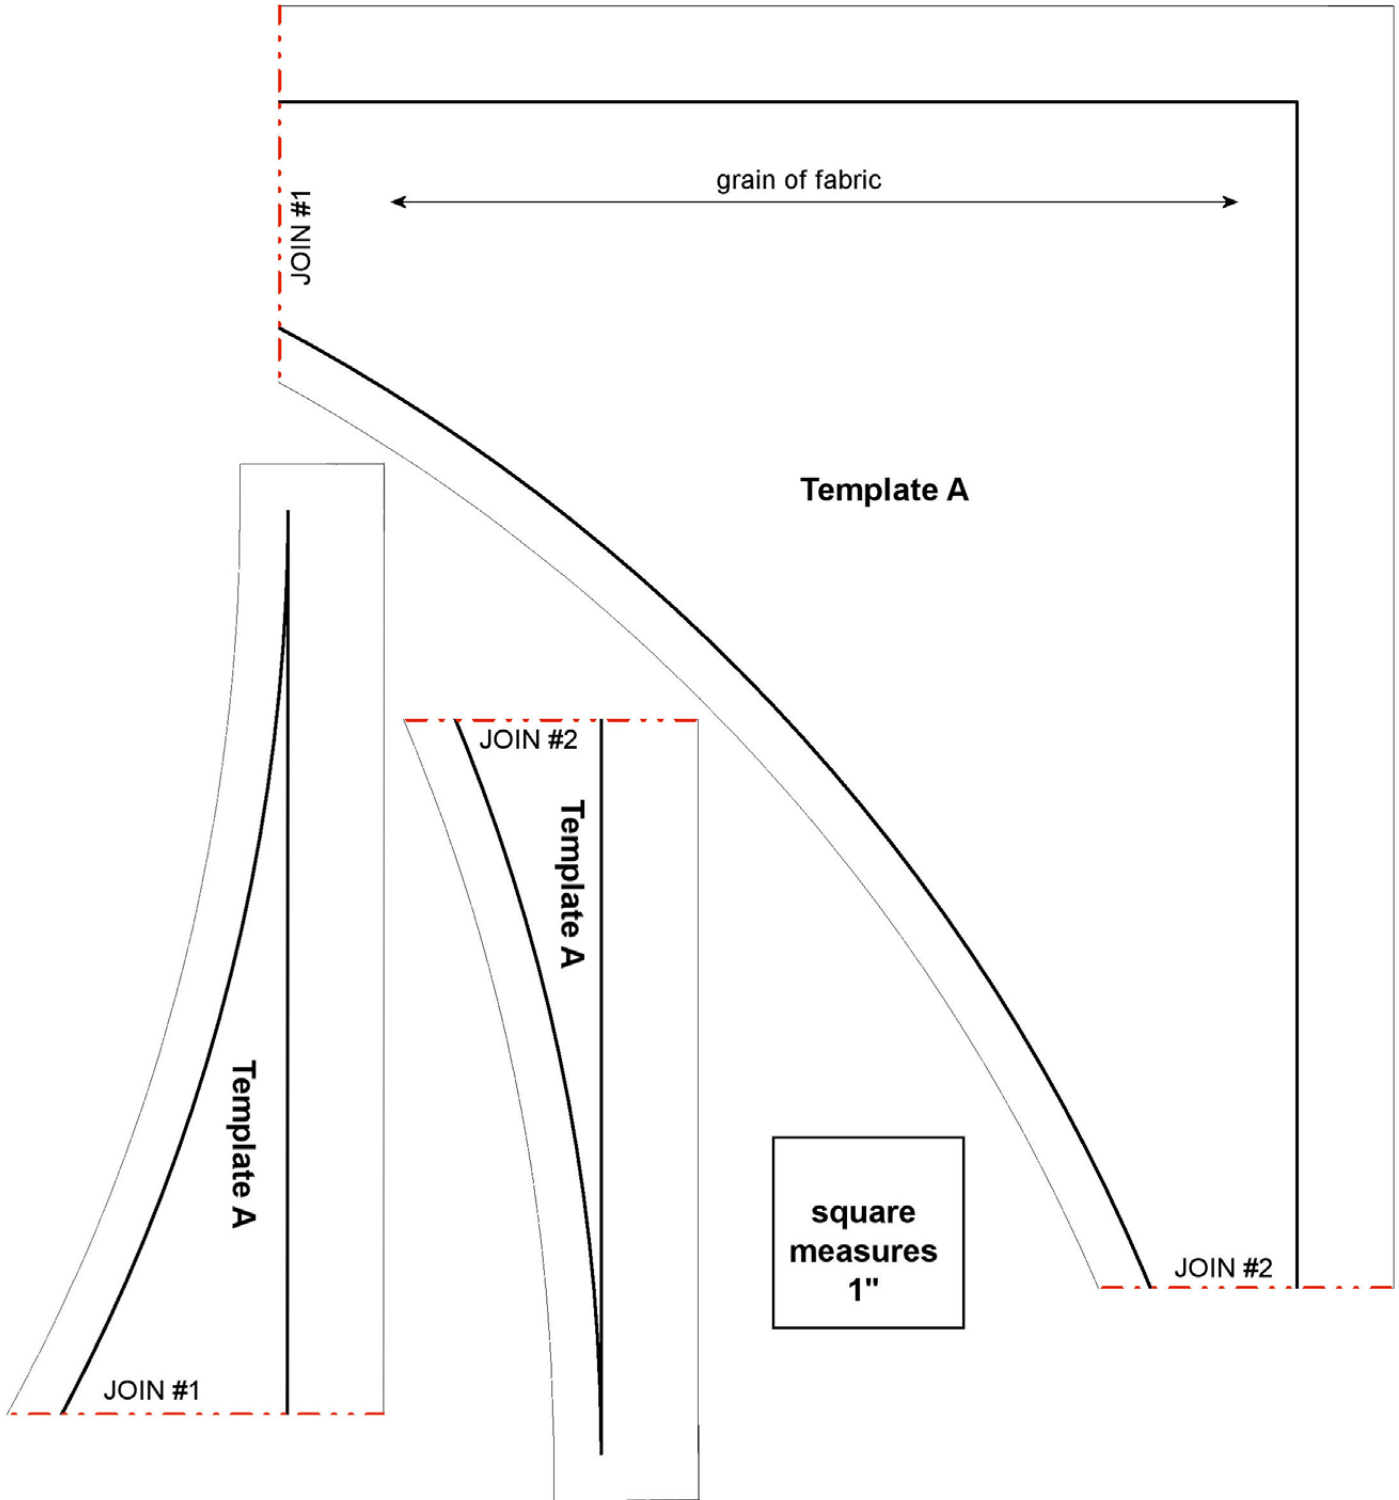 grain of fabric
JOIN #1
Template A
JOIN #2
Template A
Template A
square
measures
1"
JOIN #2
JOIN #1